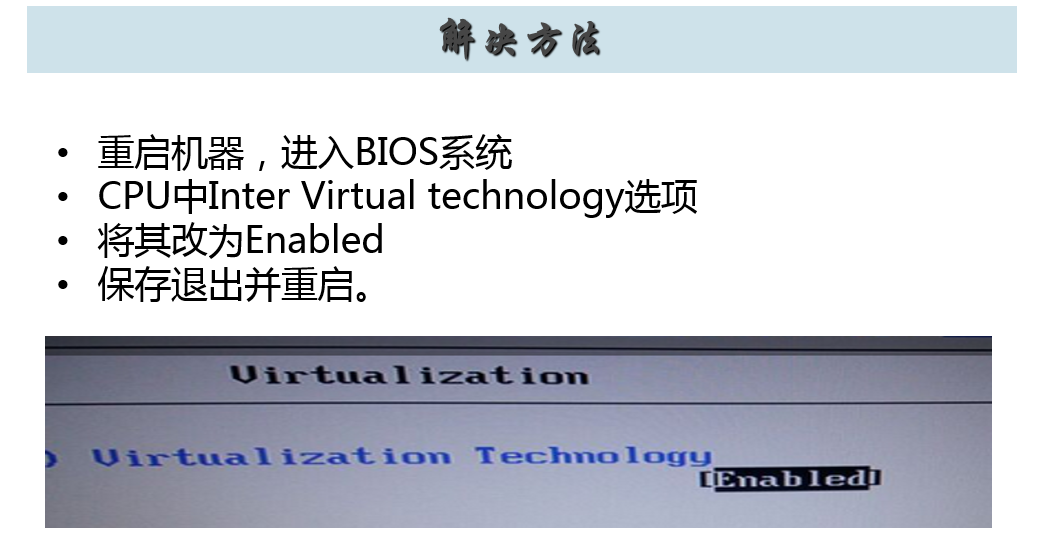 解决方法
• 重启机器，进入BIOS系统
• CPU中Inter Virtual technology选项
• 将其改为Enabled
• 保存退出并重启。
Virtualization
) Virtualization Technology
[Enabled]